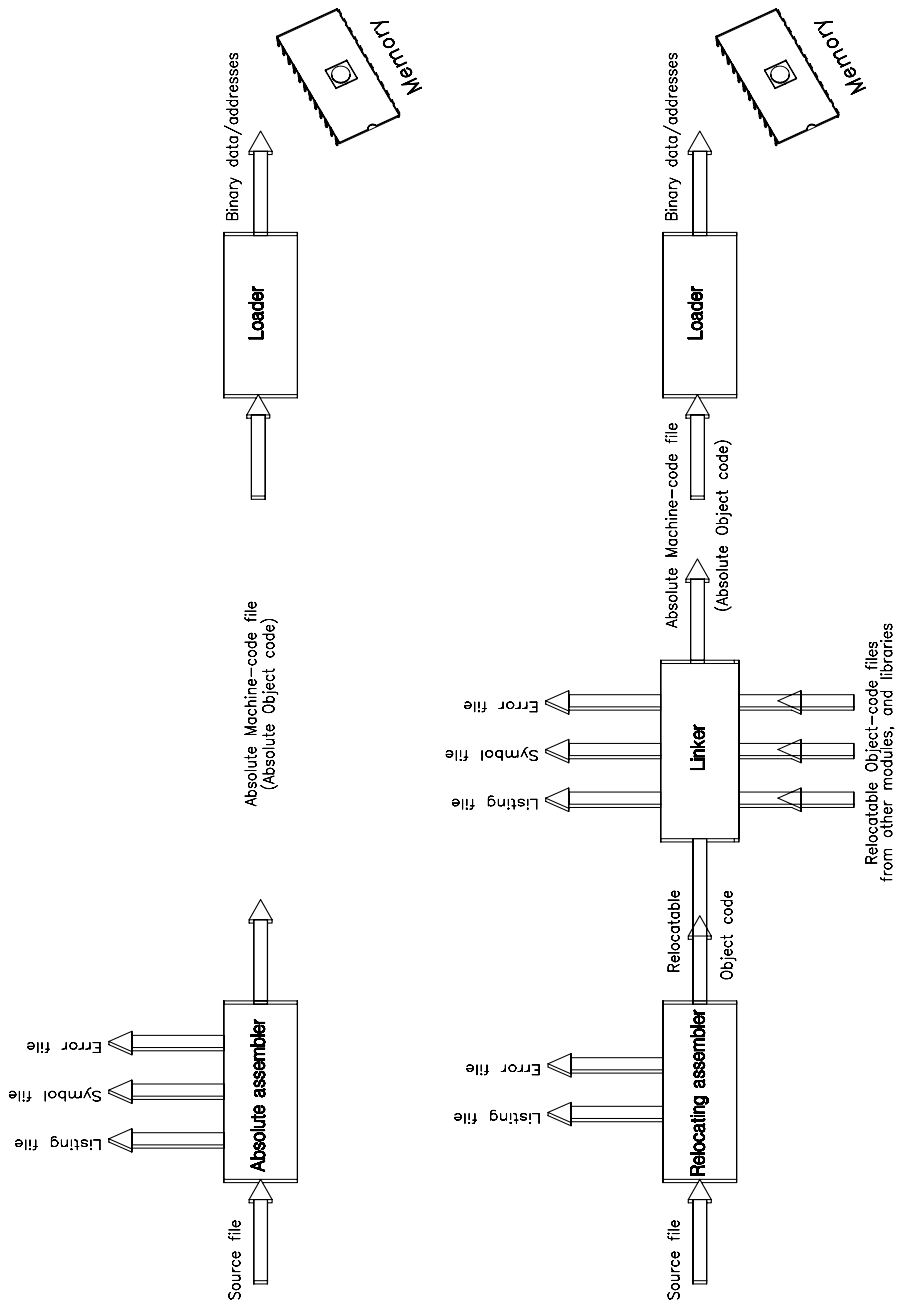 Source file
Listing file
Symbol file
Error file
Absolute assembler
Absolute Machine-code file
(Absolute Object code)
Loader
Binary data/addresses
Memory
Source file
Listing file
Error file
Relocating assembler
Relocatable
Object code
Listing file
Symbol file
Error file
Linker
Relocatable Object-code files
from other modules, and libraries
Absolute Machine-code file
(Absolute Object code)
Loader
Binary data/addresses
Memory